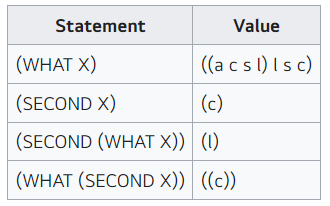 Statement Value
(WHAT X) ((a c s l) l s c)
(SECOND X) (c)
(SECOND (WHAT X)) (l)
(WHAT (SECOND X)) ((c))